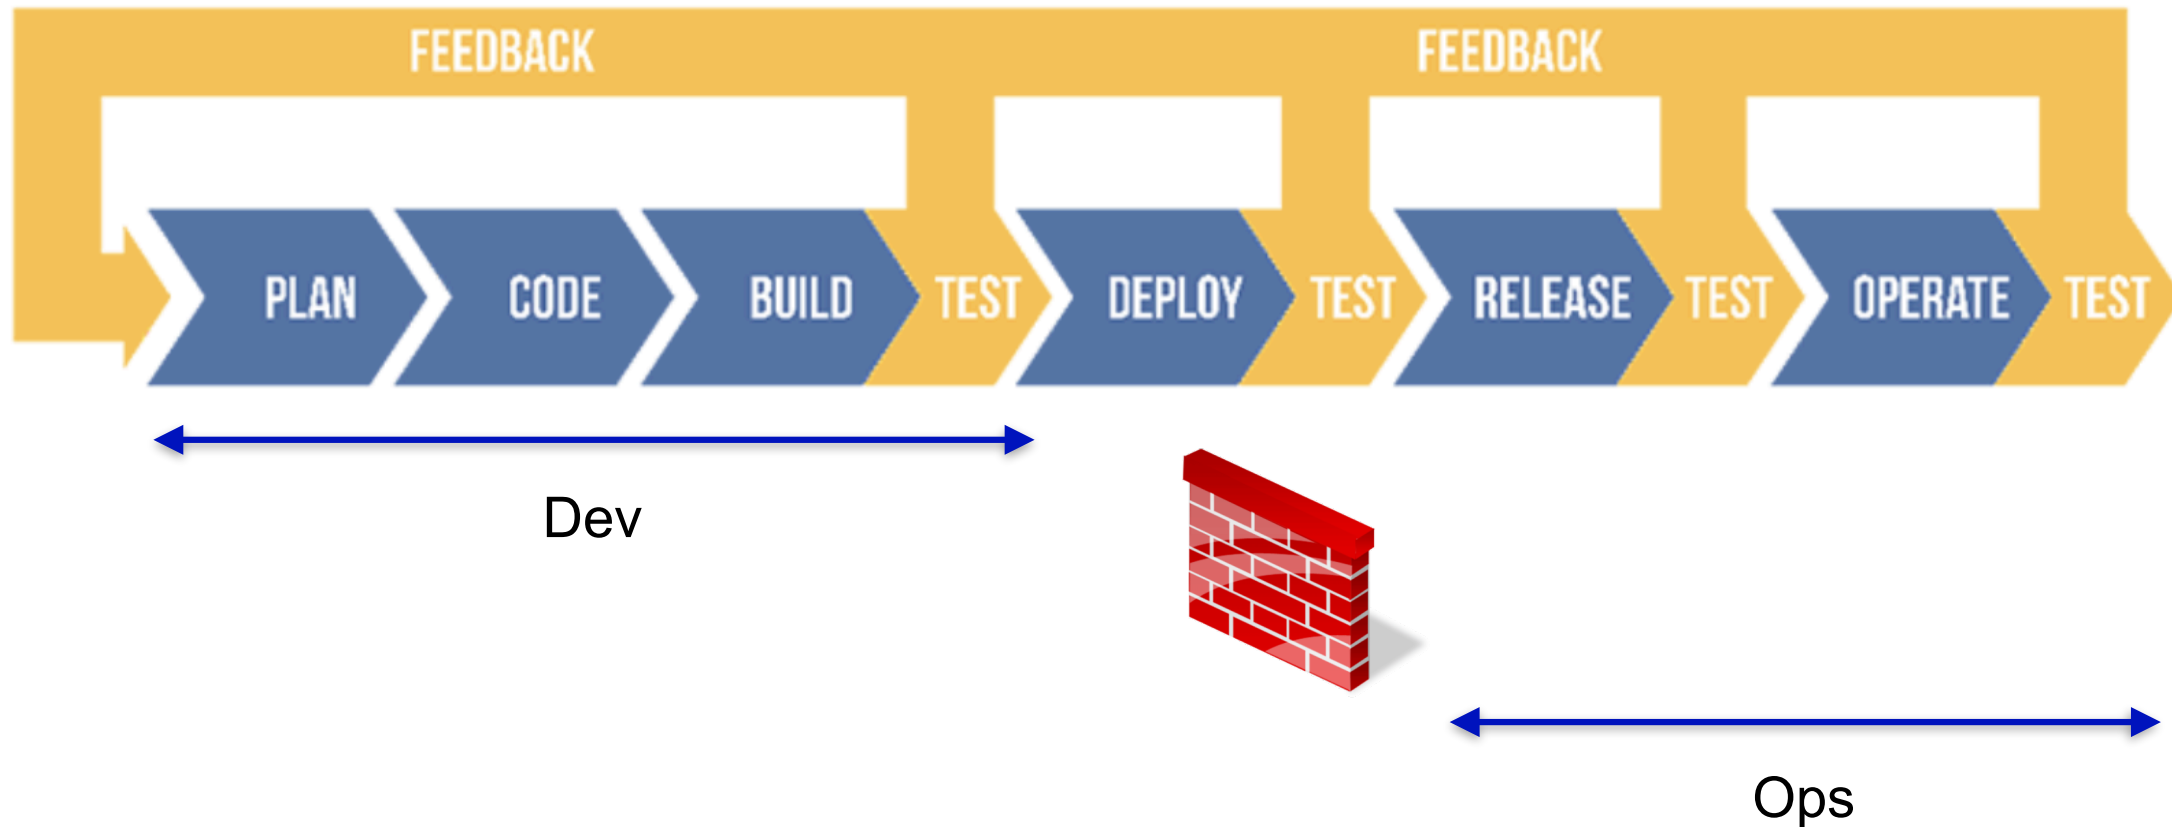 FEEDBACK FEEDBACK
PLAN CODE BUILD TEST DEPLOY TEST RELEASE TEST OPERATE TEST
Dev
Ops